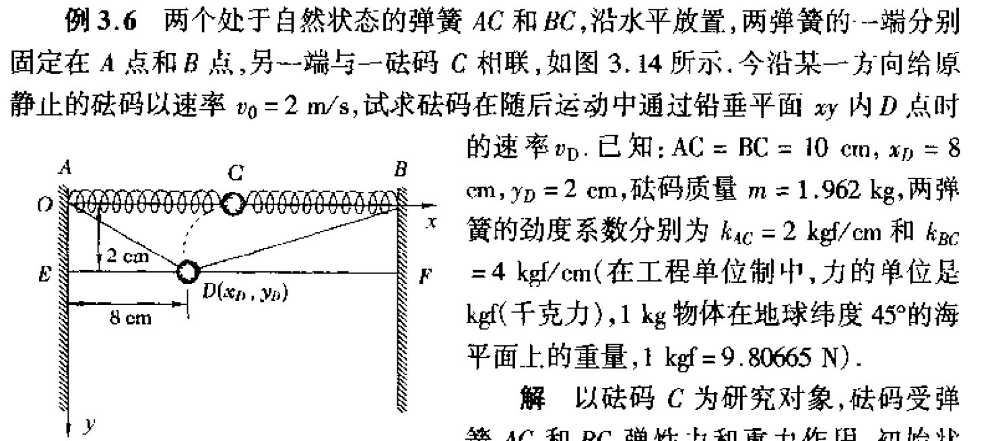 例 3.6 两个处于自然状态的弹簧 AC 和 BC,沿水平放置,两弹簧的一端分别
固定在 A 点和 B 点,另一端与一砝码 C 相联,如图 3.14 所示.今沿某一方向给原
静止的砝码以速率 v₀ = 2 m/s,试求砝码在随后运动中通过铅垂平面 xy 内 D 点时
的速率 v_D. 已知: AC = BC = 10 cm, x_D = 8
cm, y_D = 2 cm,砝码质量 m = 1.962 kg,两弹
簧的劲度系数分别为 k_AC = 2 kgf/cm 和 k_BC
= 4 kgf/cm(在工程单位制中,力的单位是
kgf(千克力),1 kg 物体在地球纬度 45°的海
平面上的重量,1 kgf = 9.80665 N).
解 以砝码 C 为研究对象,砝码受弹
簧 AC 和 BC 弹性力和重力作用,初始状
A
C
B
O
x
2 cm
E
F
D(x_D, y_D)
8 cm
y